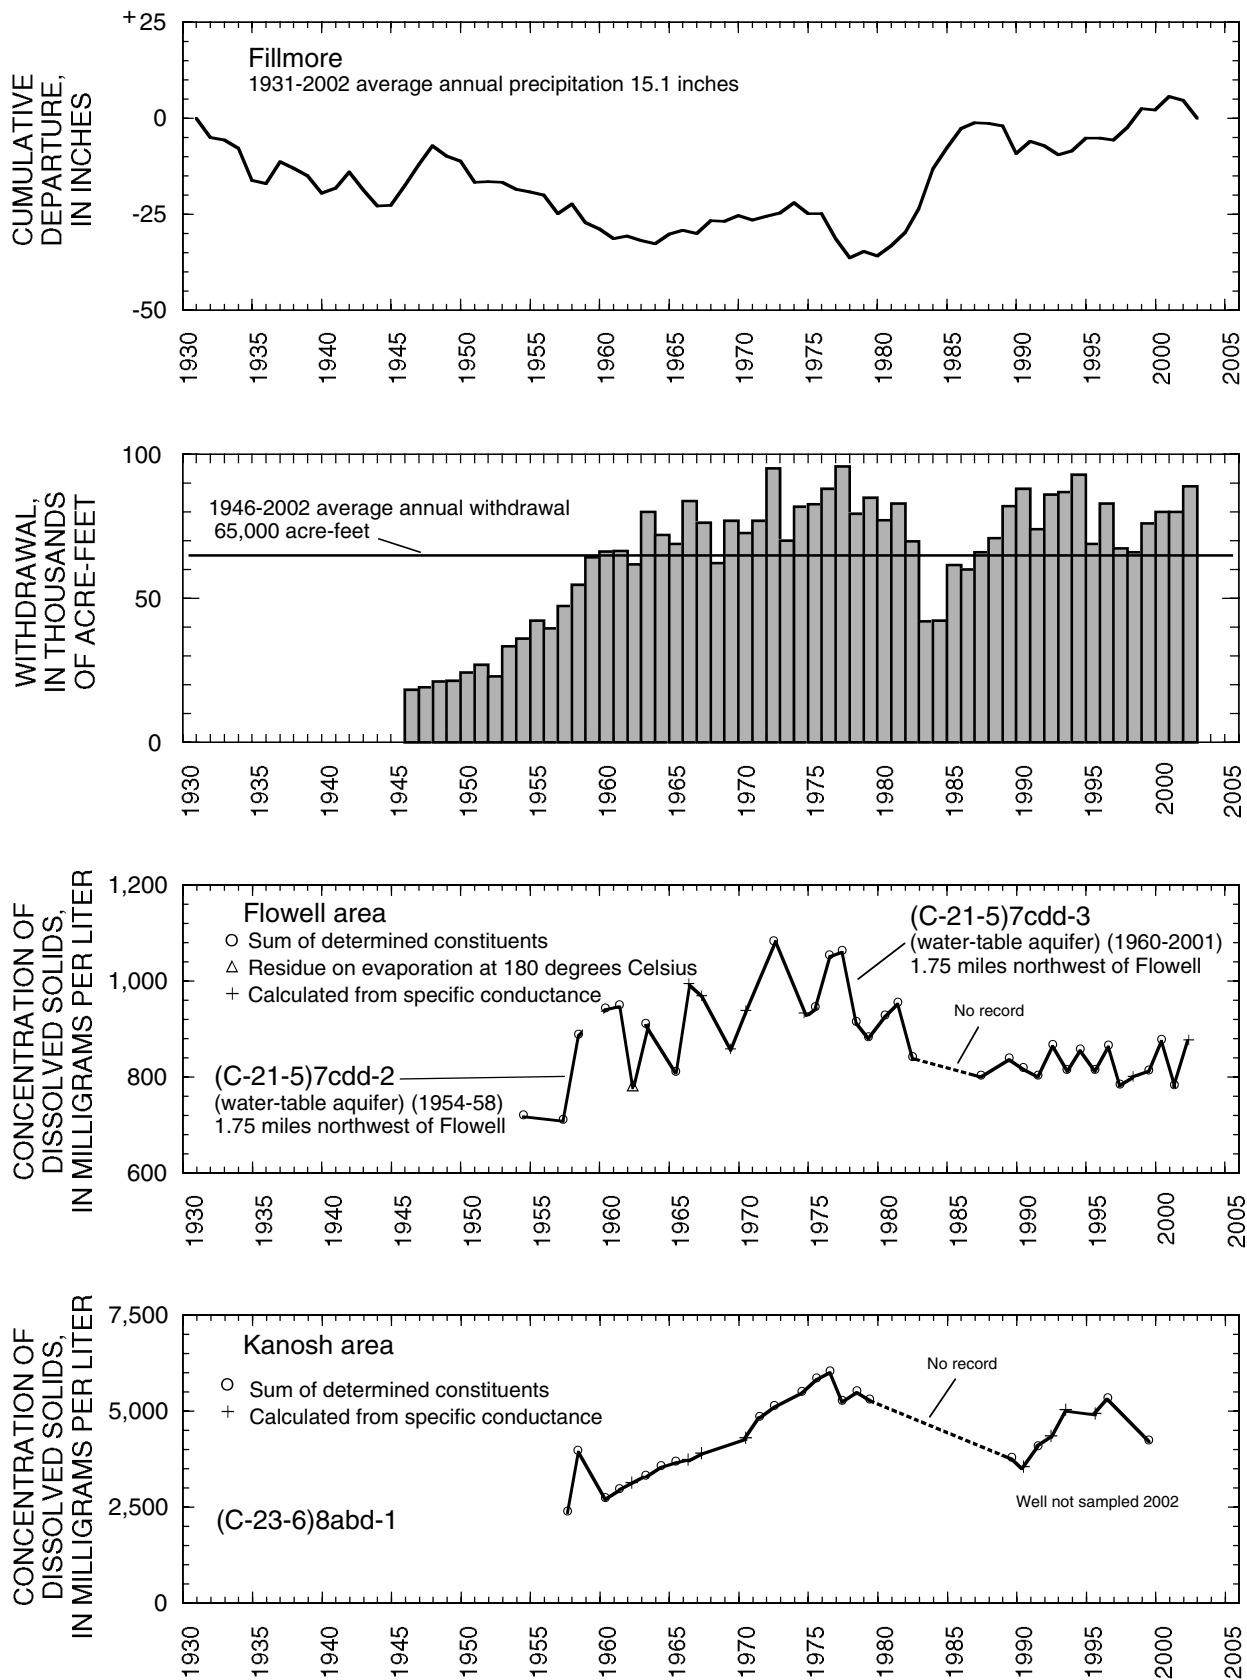 CUMULATIVE
DEPARTURE,
IN INCHES
+25
0
-25
-50
Fillmore
1931-2002 average annual precipitation 15.1 inches
1930 1935 1940 1945 1950 1955 1960 1965 1970 1975 1980 1985 1990 1995 2000 2005
WITHDRAWAL,
IN THOUSANDS
OF ACRE-FEET
100
50
0
1946-2002 average annual withdrawal
65,000 acre-feet
1930 1935 1940 1945 1950 1955 1960 1965 1970 1975 1980 1985 1990 1995 2000 2005
CONCENTRATION OF
DISSOLVED SOLIDS,
IN MILLIGRAMS PER LITER
1,200
1,000
800
600
Flowell area
Sum of determined constituents
Residue on evaporation at 180 degrees Celsius
Calculated from specific conductance
(C-21-5)7cdd-3
(water-table aquifer) (1960-2001)
1.75 miles northwest of Flowell
No record
(C-21-5)7cdd-2
(water-table aquifer) (1954-58)
1.75 miles northwest of Flowell
1930 1935 1940 1945 1950 1955 1960 1965 1970 1975 1980 1985 1990 1995 2000 2005
CONCENTRATION OF
DISSOLVED SOLIDS,
IN MILLIGRAMS PER LITER
7,500
5,000
2,500
0
Kanosh area
Sum of determined constituents
Calculated from specific conductance
No record
Well not sampled 2002
(C-23-6)8abd-1
1930 1935 1940 1945 1950 1955 1960 1965 1970 1975 1980 1985 1990 1995 2000 2005